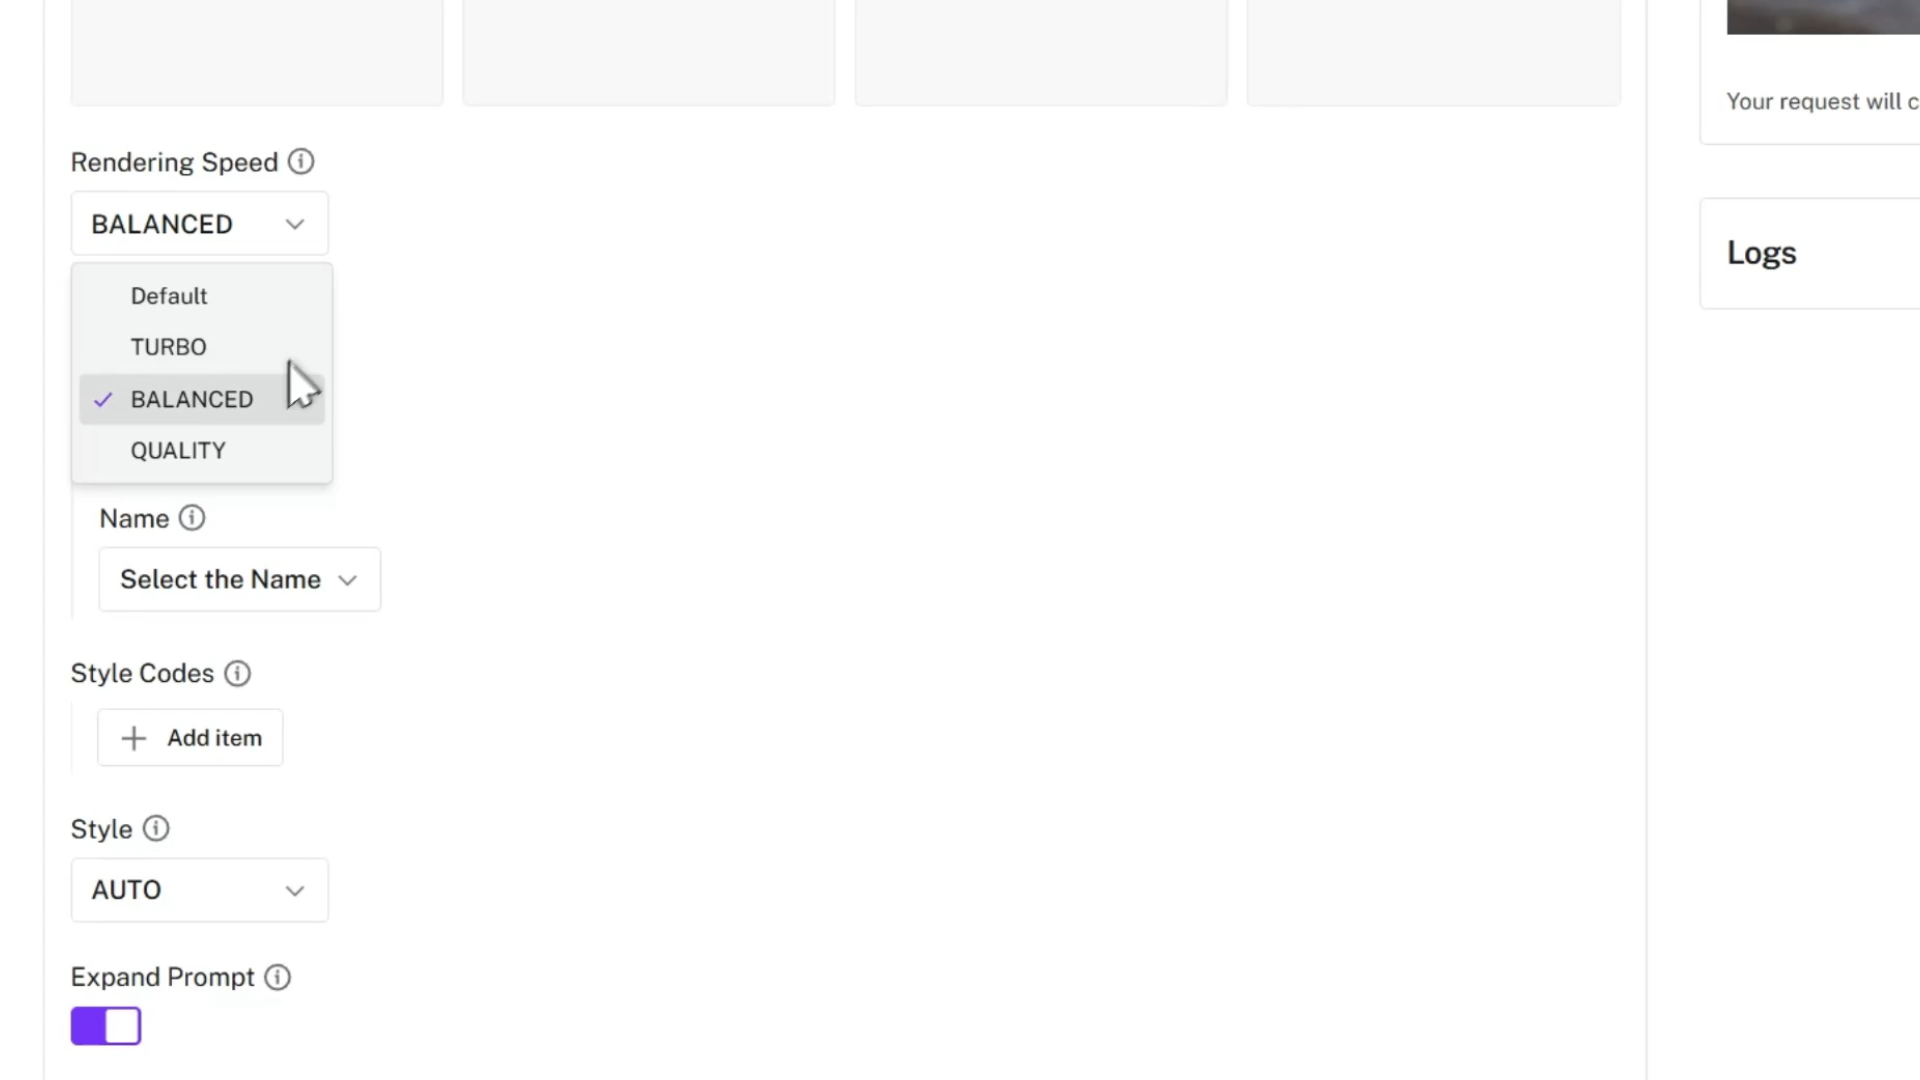 Your request will c
Rendering Speed
BALANCED
Logs
Default
TURBO
BALANCED
QUALITY
Name
Select the Name
Style Codes
Add item
Style
AUTO
Expand Prompt